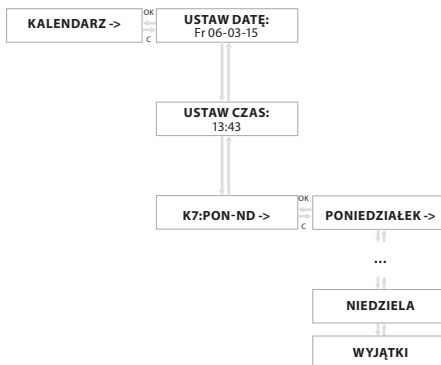 KALENDARZ ->
OK
C
USTAW DATĘ:
Fr 06-03-15
USTAW CZAS:
13:43
K7:PON-ND ->
OK
C
PONIEDZIAŁEK ->
...
NIEDZIELA
WYJĄTKI